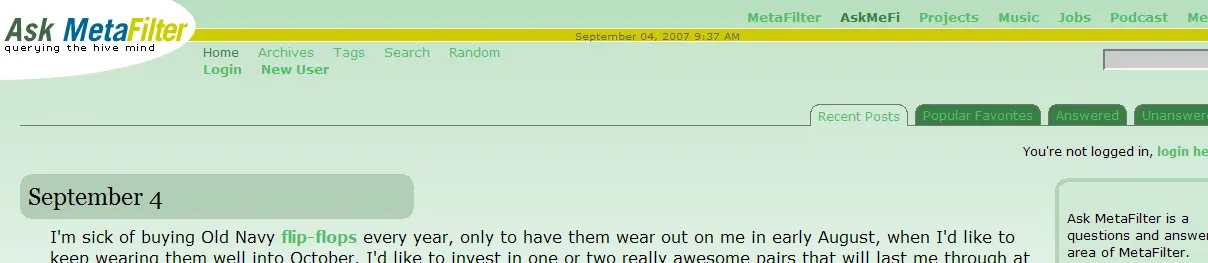 Ask MetaFilter
querying the hive mind
MetaFilter AskMeFi Projects Music Jobs Podcast Me
September 04, 2007 9:37 AM
Home Archives Tags Search Random
Login New User
Recent Posts Popular Favorites Answered Unanswer
You're not logged in, login he
September 4
I'm sick of buying Old Navy flip-flops every year, only to have them wear out on me in early August, when I'd like to
keep wearing them well into October. I'd like to invest in one or two really awesome pairs that will last me through at
Ask MetaFilter is a
questions and answer
area of MetaFilter.